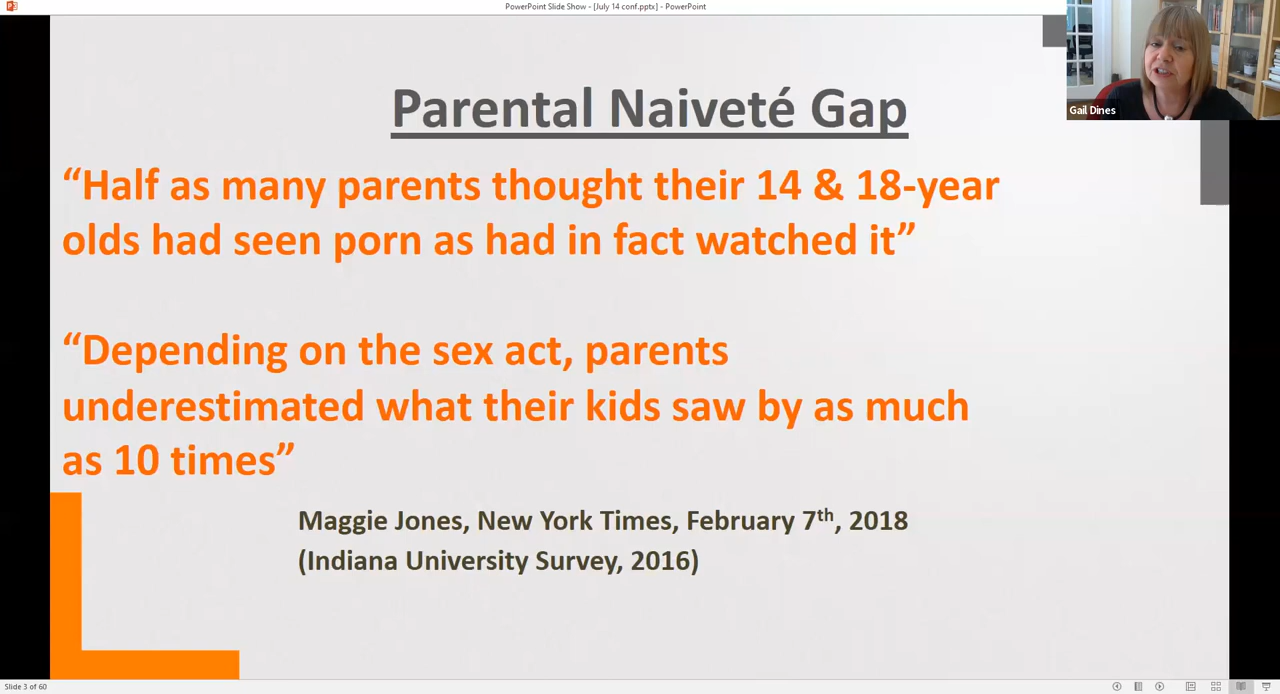 PowerPoint Slide Show - [July 14 conf.pptx] - PowerPoint
Gail Dines
Parental Naiveté Gap
“Half as many parents thought their 14 & 18-year
olds had seen porn as had in fact watched it”
“Depending on the sex act, parents
underestimated what their kids saw by as much
as 10 times”
Maggie Jones, New York Times, February 7th, 2018
(Indiana University Survey, 2016)
Slide 3 of 60